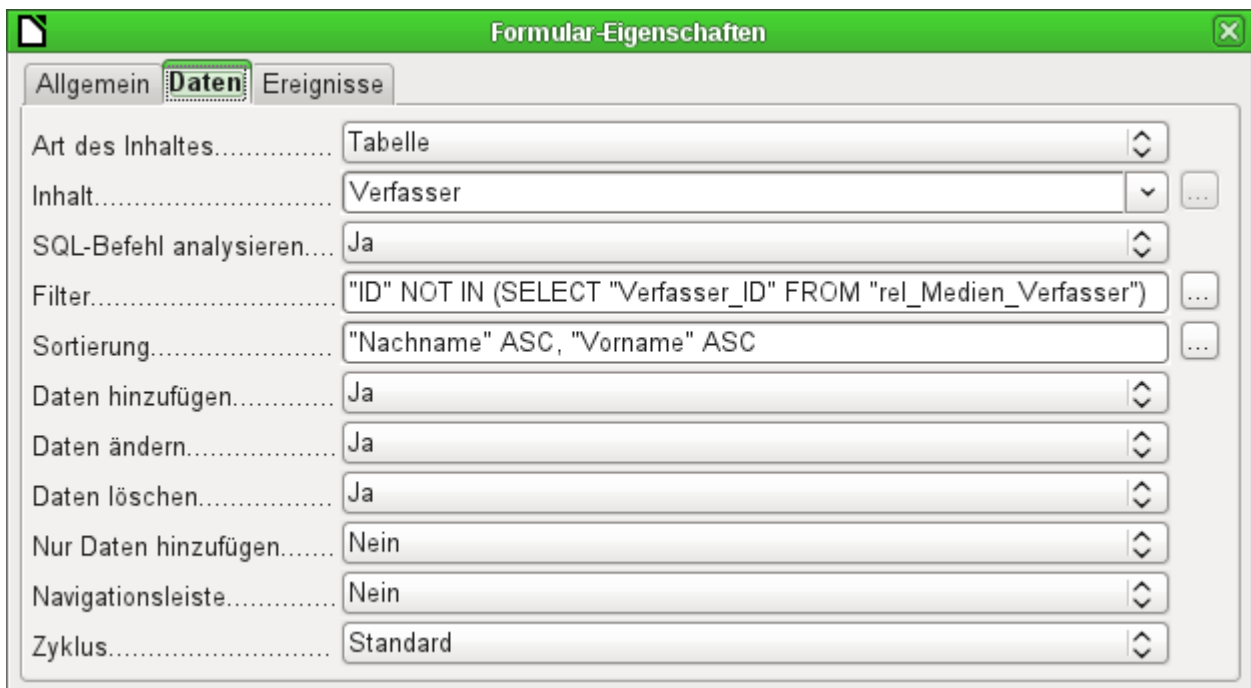 Formular-Eigenschaften
Allgemein Daten Ereignisse
Art des Inhaltes............... Tabelle
Inhalt............................. Verfasser ...
SQL-Befehl analysieren.... Ja
Filter.............................. "ID" NOT IN (SELECT "Verfasser_ID" FROM "rel_Medien_Verfasser") ...
Sortierung...................... "Nachname" ASC, "Vorname" ASC ...
Daten hinzufügen............. Ja
Daten ändern................... Ja
Daten löschen.................. Ja
Nur Daten hinzufügen....... Nein
Navigationsleiste.............. Nein
Zyklus............................ Standard